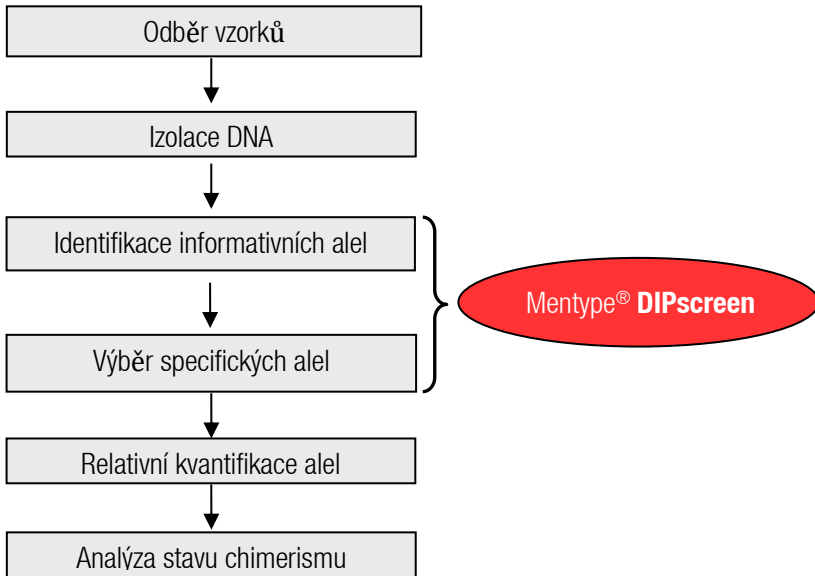 Odběr vzorků
Izolace DNA
Identifikace informativních alel
Mentype® DIPscreen
Výběr specifických alel
Relativní kvantifikace alel
Analýza stavu chimerismu